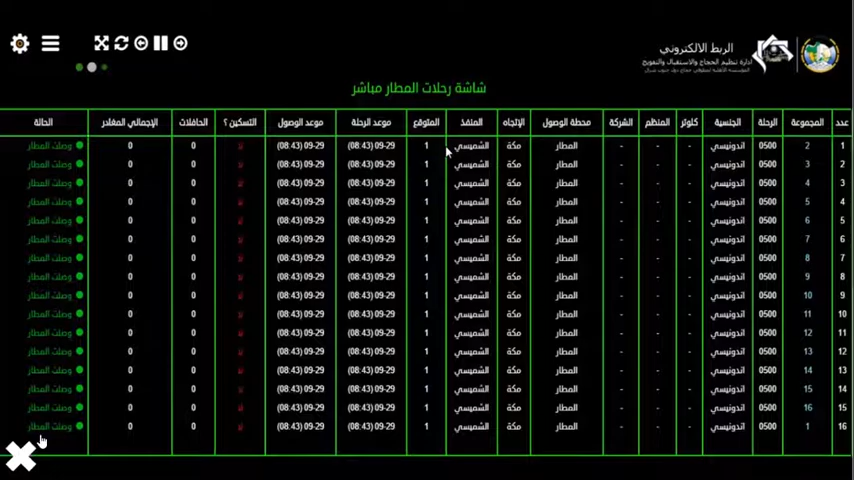 الربط الالكتروني
ادارة تنظيم الحجاج والاستقبال والتفويج
شاشة رحلات المطار مباشر
عدد المجموعة الرحلة الجنسية كلوتر المنظم الشركة محطة الوصول الإتجاه المنفذ المتوقع موعد الرحلة موعد الوصول التسكين ؟ الحافلات الإجمالي المغادر الحالة
1 2 0500 اندونيسي - - - المطار مكة الشميسي 1 09-29 (08:43) 09-29 (08:43) لا 0 0 وصلت المطار
2 3 0500 اندونيسي - - - المطار مكة الشميسي 1 09-29 (08:43) 09-29 (08:43) لا 0 0 وصلت المطار
3 4 0500 اندونيسي - - - المطار مكة الشميسي 1 09-29 (08:43) 09-29 (08:43) لا 0 0 وصلت المطار
4 5 0500 اندونيسي - - - المطار مكة الشميسي 1 09-29 (08:43) 09-29 (08:43) لا 0 0 وصلت المطار
5 6 0500 اندونيسي - - - المطار مكة الشميسي 1 09-29 (08:43) 09-29 (08:43) لا 0 0 وصلت المطار
6 7 0500 اندونيسي - - - المطار مكة الشميسي 1 09-29 (08:43) 09-29 (08:43) لا 0 0 وصلت المطار
7 8 0500 اندونيسي - - - المطار مكة الشميسي 1 09-29 (08:43) 09-29 (08:43) لا 0 0 وصلت المطار
8 9 0500 اندونيسي - - - المطار مكة الشميسي 1 09-29 (08:43) 09-29 (08:43) لا 0 0 وصلت المطار
9 10 0500 اندونيسي - - - المطار مكة الشميسي 1 09-29 (08:43) 09-29 (08:43) لا 0 0 وصلت المطار
10 11 0500 اندونيسي - - - المطار مكة الشميسي 1 09-29 (08:43) 09-29 (08:43) لا 0 0 وصلت المطار
11 12 0500 اندونيسي - - - المطار مكة الشميسي 1 09-29 (08:43) 09-29 (08:43) لا 0 0 وصلت المطار
12 13 0500 اندونيسي - - - المطار مكة الشميسي 1 09-29 (08:43) 09-29 (08:43) لا 0 0 وصلت المطار
13 14 0500 اندونيسي - - - المطار مكة الشميسي 1 09-29 (08:43) 09-29 (08:43) لا 0 0 وصلت المطار
14 15 0500 اندونيسي - - - المطار مكة الشميسي 1 09-29 (08:43) 09-29 (08:43) لا 0 0 وصلت المطار
15 16 0500 اندونيسي - - - المطار مكة الشميسي 1 09-29 (08:43) 09-29 (08:43) لا 0 0 وصلت المطار
16 1 0500 اندونيسي - - - المطار مكة الشميسي 1 09-29 (08:43) 09-29 (08:43) لا 0 0 وصلت المطار